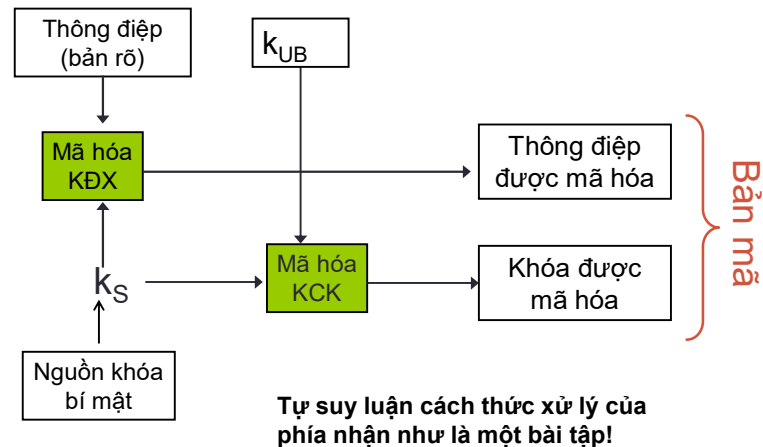 Thông điệp
(bản rõ)
kUB
Mã hóa
KĐX
Thông điệp
được mã hóa
Bản mã
kS
Mã hóa
KCK
Khóa được
mã hóa
Nguồn khóa
bí mật
Tự suy luận cách thức xử lý của
phía nhận như là một bài tập!